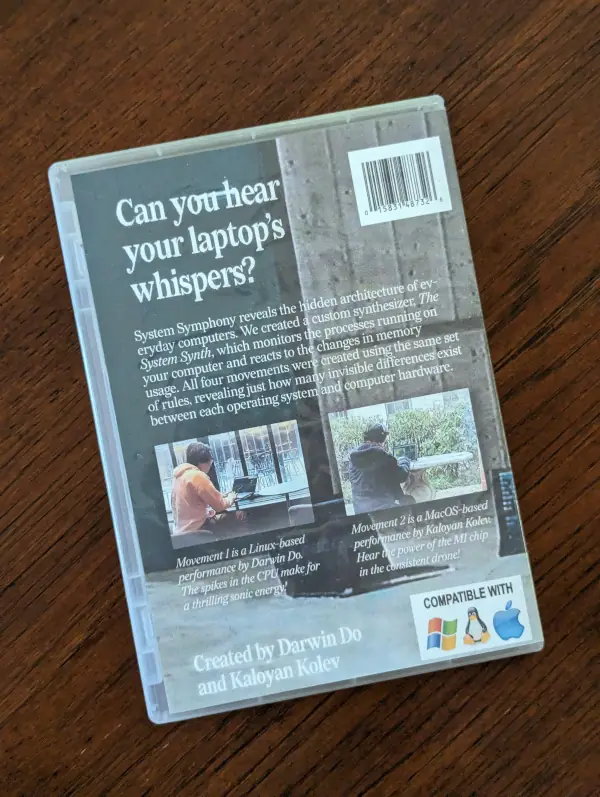 Can you hear
your laptop's
whispers?
System Symphony reveals the hidden architecture of ev-
eryday computers. We created a custom synthesizer, The
System Synth, which monitors the processes running on
your computer and reacts to the changes in memory
usage. All four movements were created using the same set
of rules, revealing just how many invisible differences exist
between each operating system and computer hardware.
Movement 1 is a Linux-based
performance by Darwin Do.
The spikes in the CPU make for
a thrilling sonic energy!
Movement 2 is a MacOS-based
performance by Kaloyan Kolev.
Hear the power of the M1 chip
in the consistent drone!
Created by Darwin Do
and Kaloyan Kolev
COMPATIBLE WITH